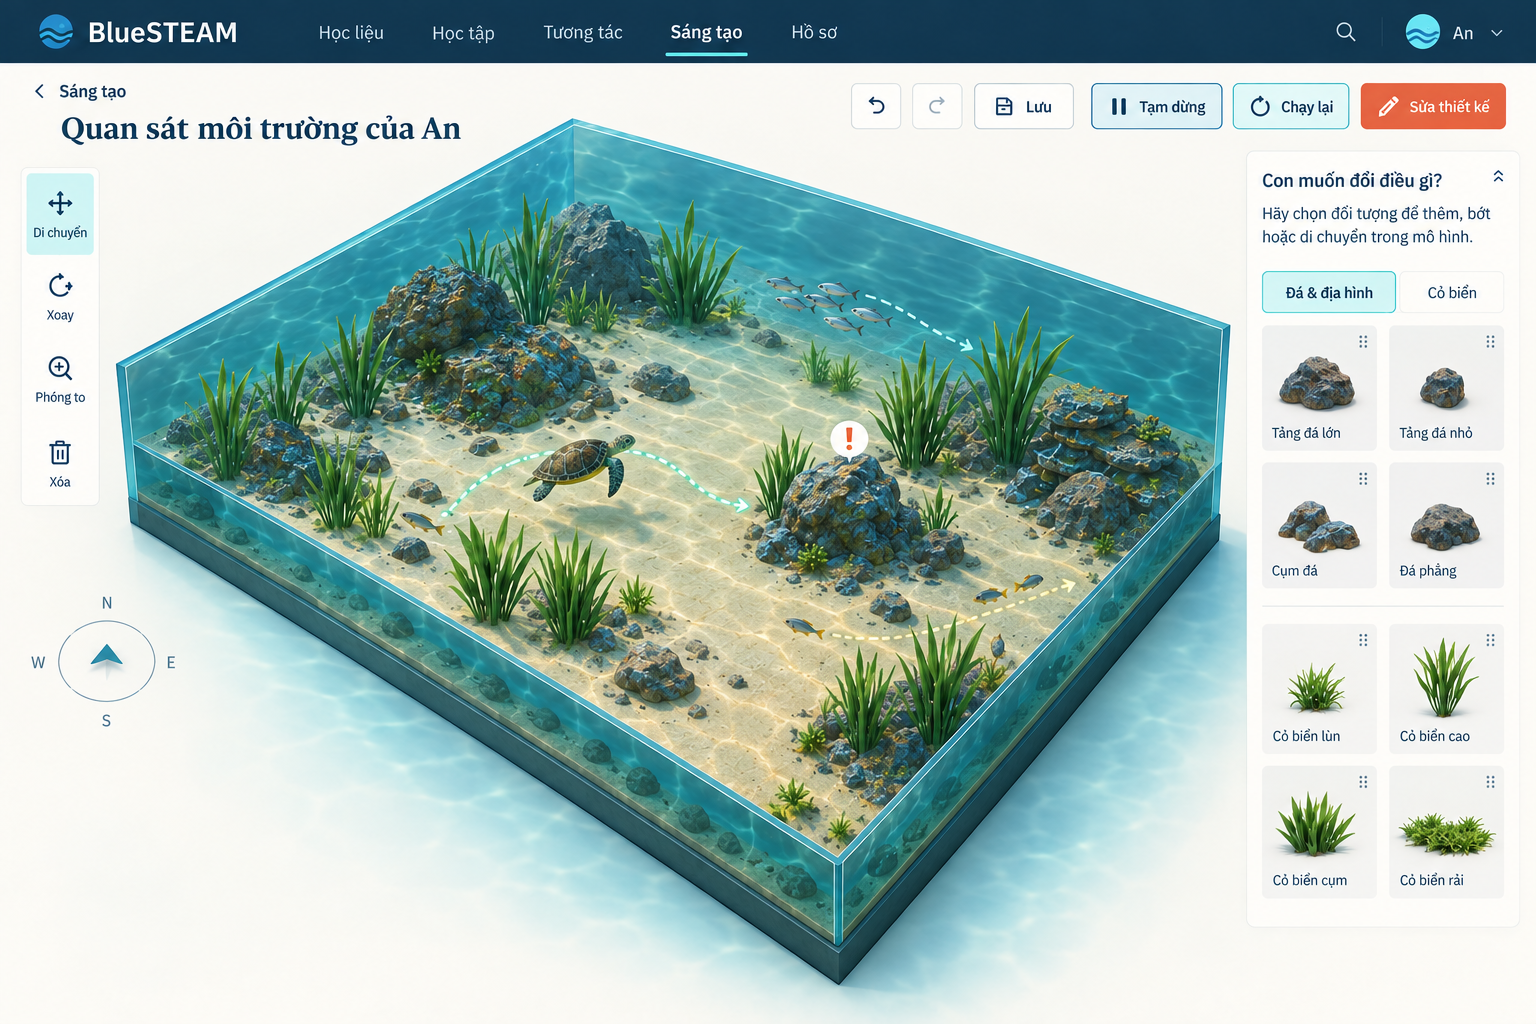 BlueSTEAM
Học liệu
Học tập
Tương tác
Sáng tạo
Hồ sơ
An
Sáng tạo
Quan sát môi trường của An
Lưu
Tạm dừng
Chạy lại
Sửa thiết kế
Di chuyển
Xoay
Phóng to
Xóa
N
W
E
S
!
Con muốn đổi điều gì?
Hãy chọn đối tượng để thêm, bớt
hoặc di chuyển trong mô hình.
Đá & địa hình
Cỏ biển
Tảng đá lớn
Tảng đá nhỏ
Cụm đá
Đá phẳng
Cỏ biển lùn
Cỏ biển cao
Cỏ biển cụm
Cỏ biển rải